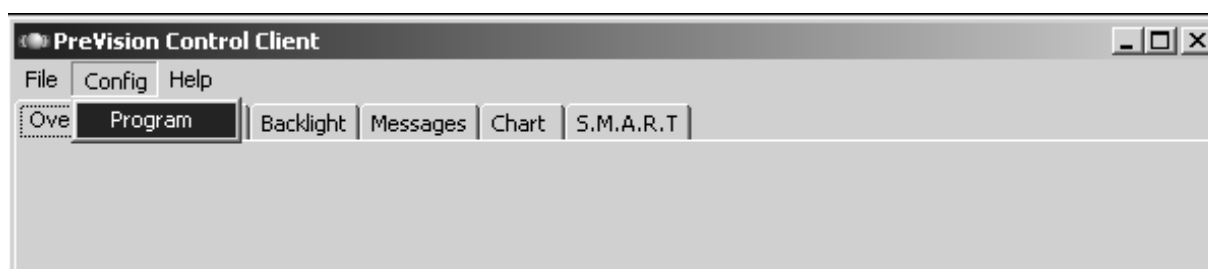 PreVision Control Client
File Config Help
Ove Program Backlight Messages Chart S.M.A.R.T